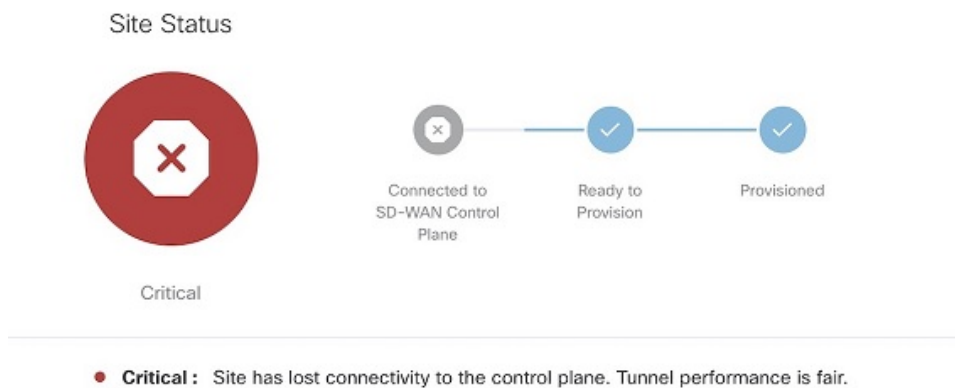 Site Status
Connected to
SD-WAN Control
Plane
Ready to
Provision
Provisioned
Critical
Critical : Site has lost connectivity to the control plane. Tunnel performance is fair.